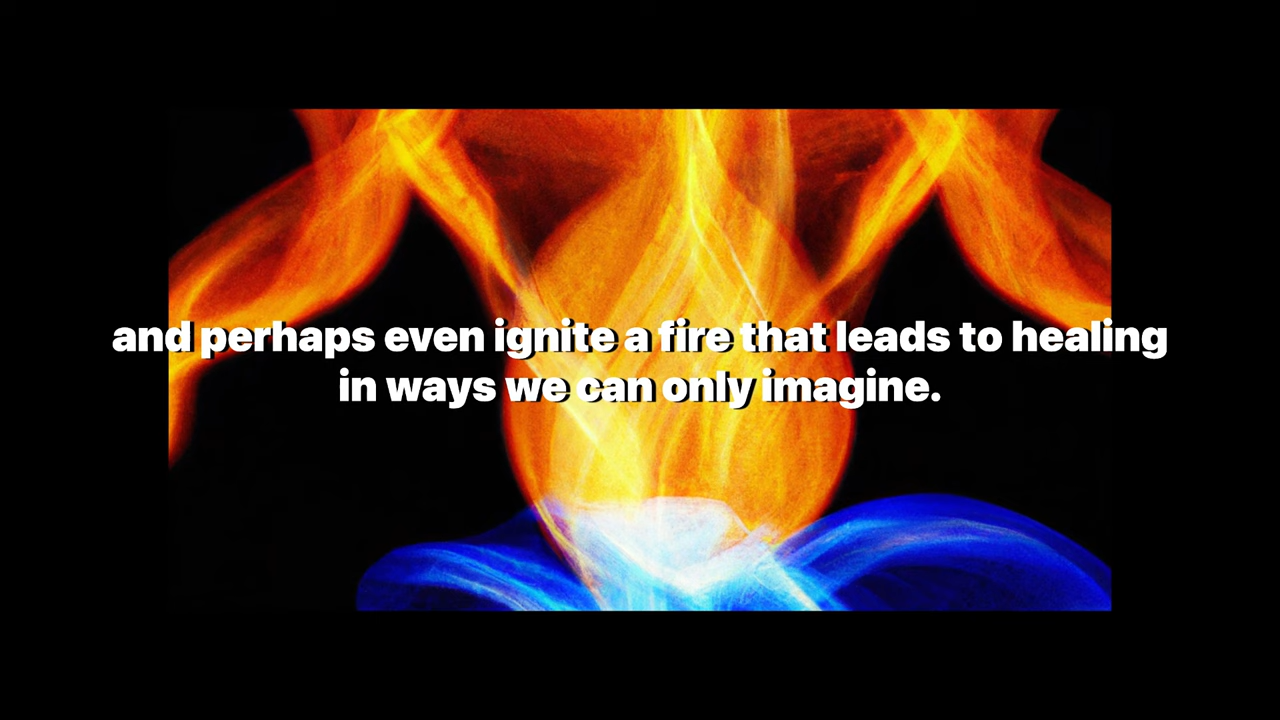 and perhaps even ignite a fire that leads to healing
in ways we can only imagine.